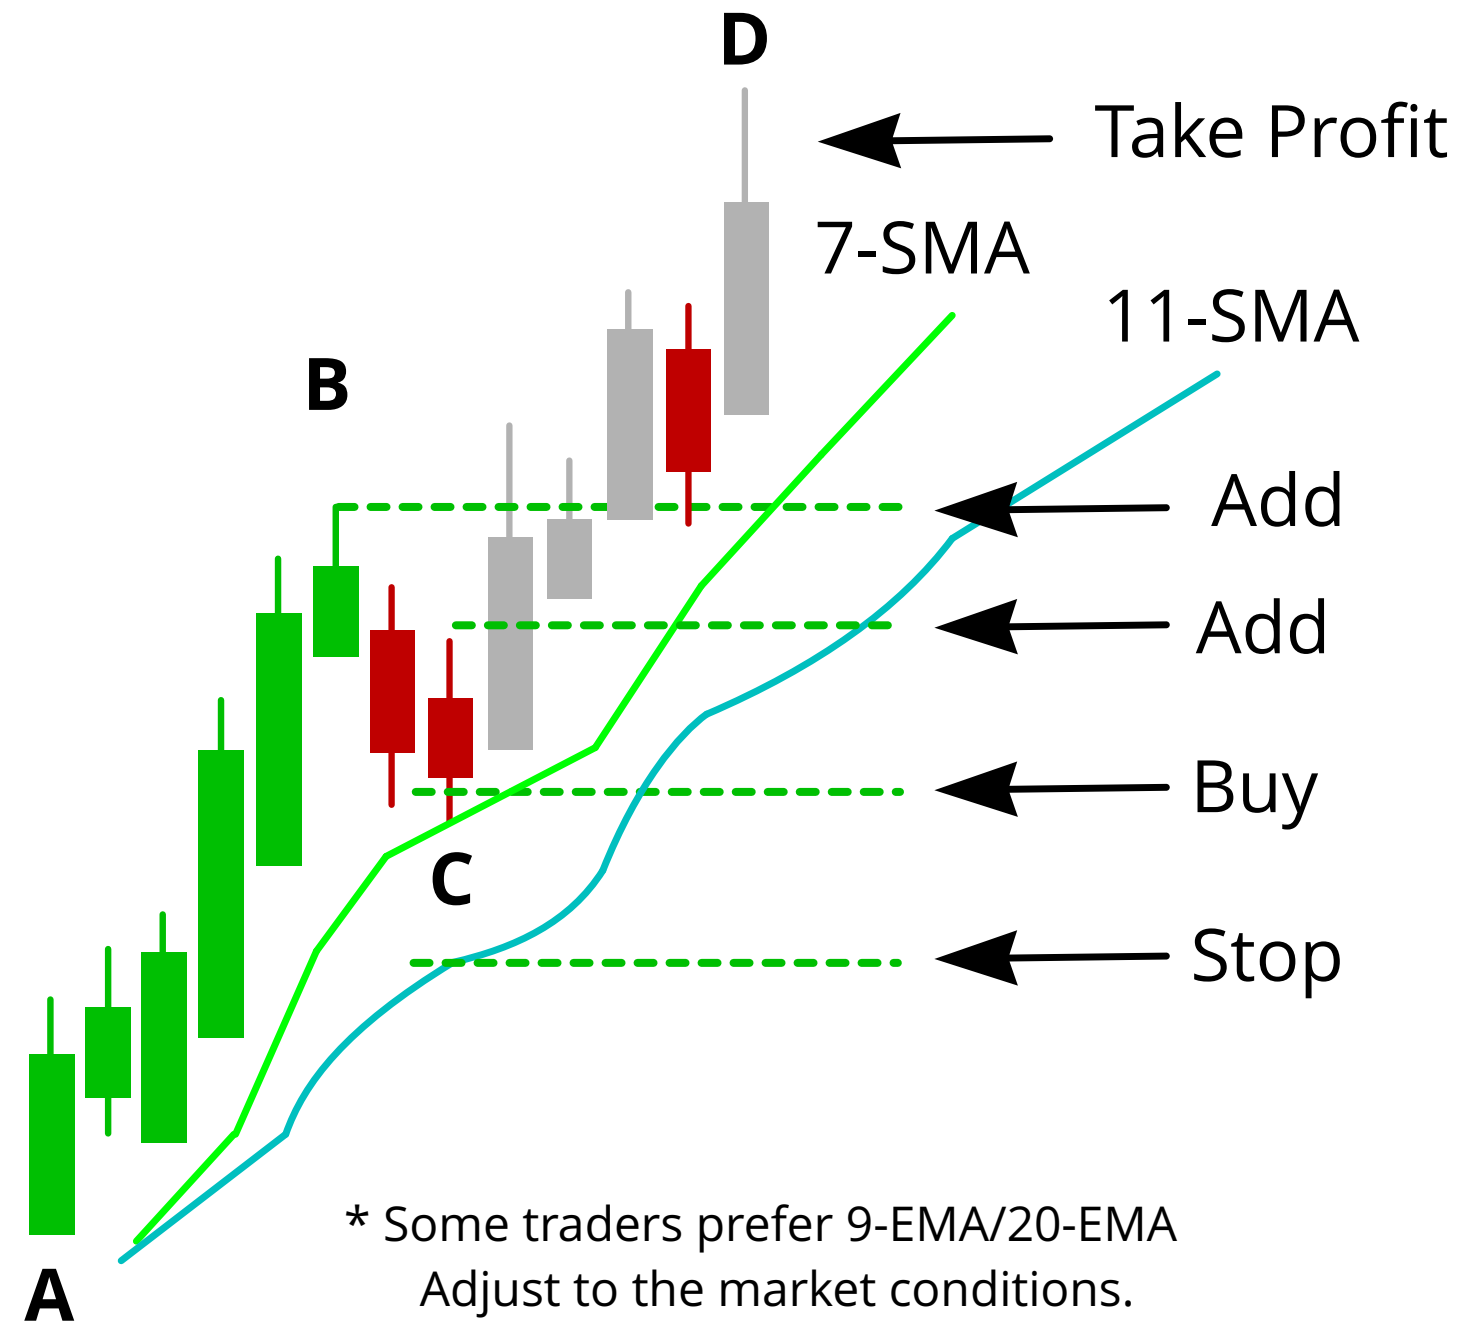 D
Take Profit
7-SMA
11-SMA
B
Add
Add
Buy
C
Stop
* Some traders prefer 9-EMA/20-EMA
Adjust to the market conditions.
A